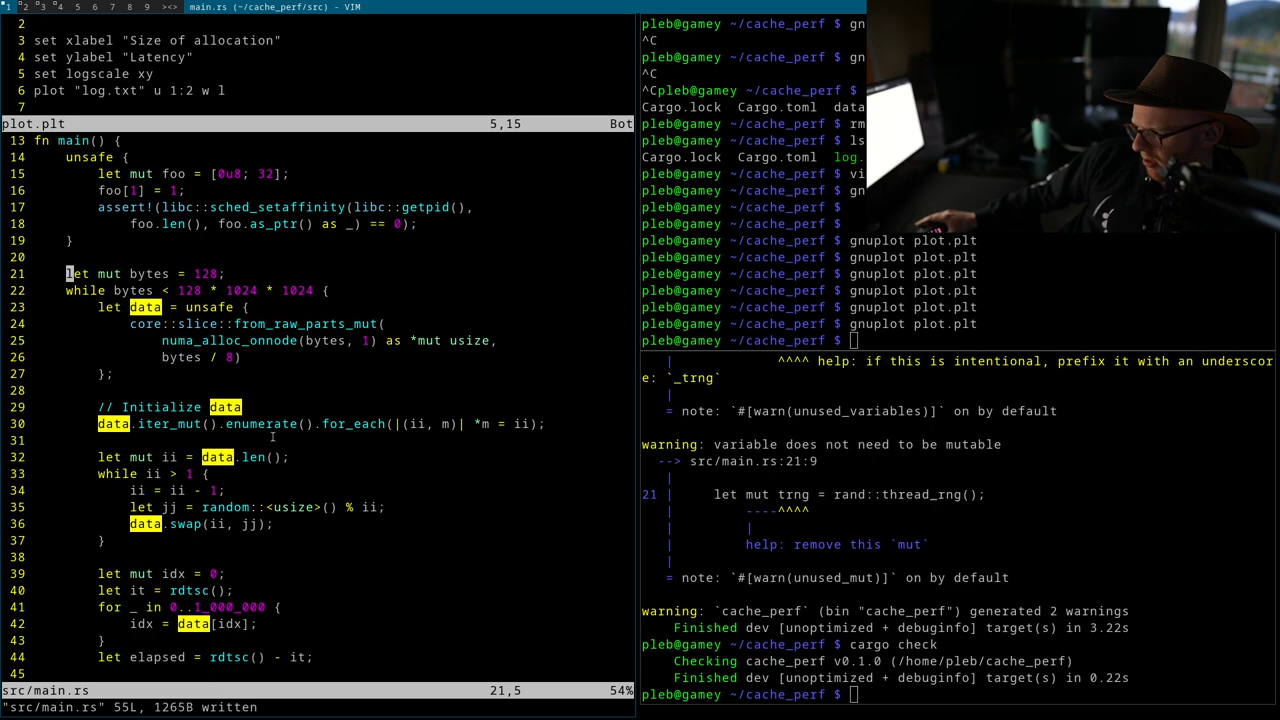 1 2 3 4 5 6 7 8 9 ><> main.rs (~/cache_perf/src) - VIM
2
3 set xlabel "Size of allocation"
4 set ylabel "Latency"
5 set logscale xy
6 plot "log.txt" u 1:2 w l
7
plot.plt 5,15 Bot
13 fn main() {
14 unsafe {
15 let mut foo = [0u8; 32];
16 foo[1] = 1;
17 assert!(libc::sched_setaffinity(libc::getpid(),
18 foo.len(), foo.as_ptr() as _) == 0);
19 }
20
21 let mut bytes = 128;
22 while bytes < 128 * 1024 * 1024 {
23 let data = unsafe {
24 core::slice::from_raw_parts_mut(
25 numa_alloc_onnode(bytes, 1) as *mut usize,
26 bytes / 8)
27 };
28
29 // Initialize data
30 data.iter_mut().enumerate().for_each(|(ii, m)| *m = ii);
31
32 let mut ii = data.len();
33 while ii > 1 {
34 ii = ii - 1;
35 let jj = random::<usize>() % ii;
36 data.swap(ii, jj);
37 }
38
39 let mut idx = 0;
40 let it = rdtsc();
41 for _ in 0..1_000_000 {
42 idx = data[idx];
43 }
44 let elapsed = rdtsc() - it;
45
src/main.rs 21,5 54%
"src/main.rs" 55L, 1265B written
pleb@gamey ~/cache_perf $ gn
^C
pleb@gamey ~/cache_perf $ gn
^C
^Cpleb@gamey ~/cache_perf $
Cargo.lock Cargo.toml data
pleb@gamey ~/cache_perf $ rm
pleb@gamey ~/cache_perf $ ls
Cargo.lock Cargo.toml log.
pleb@gamey ~/cache_perf $ vi
pleb@gamey ~/cache_perf $ gn
pleb@gamey ~/cache_perf $
pleb@gamey ~/cache_perf $
pleb@gamey ~/cache_perf $ gnuplot plot.plt
pleb@gamey ~/cache_perf $ gnuplot plot.plt
pleb@gamey ~/cache_perf $ gnuplot plot.plt
pleb@gamey ~/cache_perf $ gnuplot plot.plt
pleb@gamey ~/cache_perf $ gnuplot plot.plt
pleb@gamey ~/cache_perf $ gnuplot plot.plt
pleb@gamey ~/cache_perf $
| ^^^^ help: if this is intentional, prefix it with an underscor
e: `_trng`
|
= note: `#[warn(unused_variables)]` on by default
warning: variable does not need to be mutable
--> src/main.rs:21:9
|
21 | let mut trng = rand::thread_rng();
| ----^^^^
| |
| help: remove this `mut`
|
= note: `#[warn(unused_mut)]` on by default
warning: `cache_perf` (bin "cache_perf") generated 2 warnings
Finished dev [unoptimized + debuginfo] target(s) in 3.22s
pleb@gamey ~/cache_perf $ cargo check
Checking cache_perf v0.1.0 (/home/pleb/cache_perf)
Finished dev [unoptimized + debuginfo] target(s) in 0.22s
pleb@gamey ~/cache_perf $